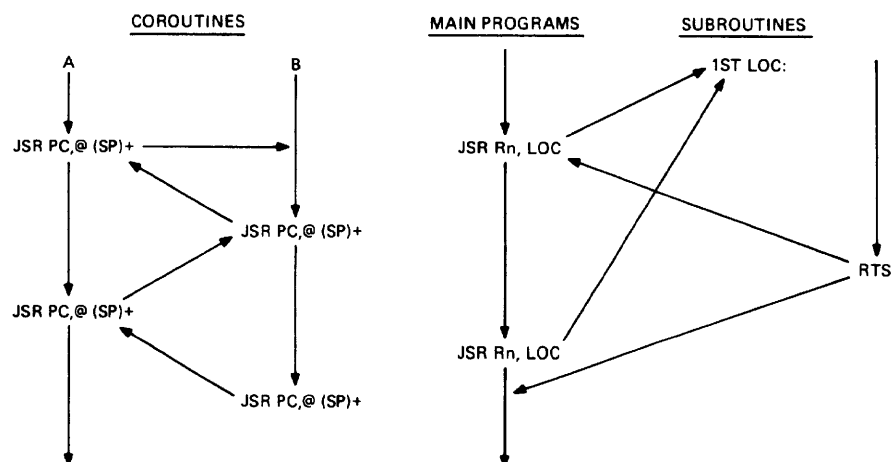 COROUTINES
A
B
JSR PC,@ (SP)+
JSR PC,@ (SP)+
JSR PC,@ (SP)+
JSR PC,@ (SP)+
MAIN PROGRAMS
SUBROUTINES
1ST LOC:
JSR Rn, LOC
RTS
JSR Rn, LOC